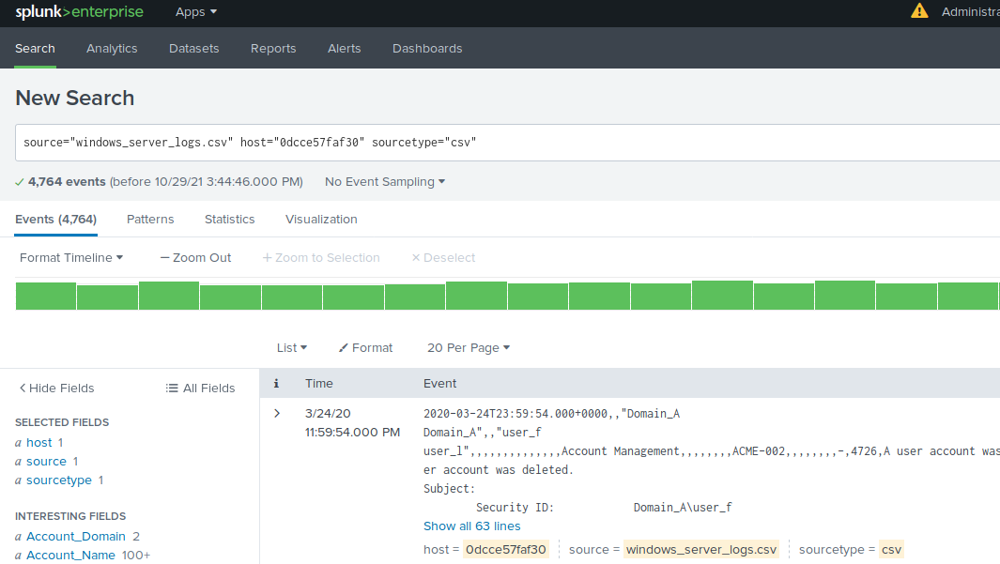 splunk>enterprise Apps Administra
Search Analytics Datasets Reports Alerts Dashboards
New Search
source="windows_server_logs.csv" host="0dcce57faf30" sourcetype="csv"
4,764 events (before 10/29/21 3:44:46.000 PM) No Event Sampling
Events (4,764) Patterns Statistics Visualization
Format Timeline — Zoom Out + Zoom to Selection × Deselect
List Format 20 Per Page
< Hide Fields All Fields
i Time Event
SELECTED FIELDS
a host 1
a source 1
a sourcetype 1
INTERESTING FIELDS
a Account_Domain 2
a Account_Name 100+
> 3/24/20
11:59:54.000 PM
2020-03-24T23:59:54.000+0000,,"Domain_A
Domain_A",,"user_f
user_l",,,,,,,,,,,,,,Account Management,,,,,,,,ACME-002,,,,,,,,-,4726,A user account was
er account was deleted.
Subject:
Security ID: Domain_A\user_f
Show all 63 lines
host = 0dcce57faf30 source = windows_server_logs.csv sourcetype = csv